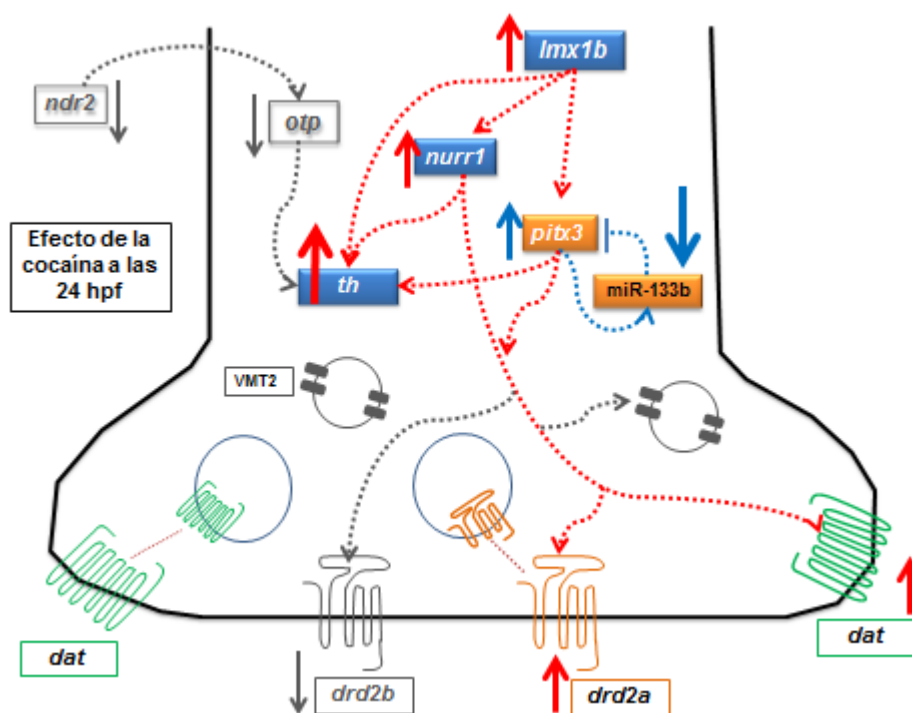 lmx1b
ndr2
otp
nurr1
Efecto de la
cocaína a las
24 hpf
pitx3
th
miR-133b
VMT2
dat
drd2b
drd2a
dat